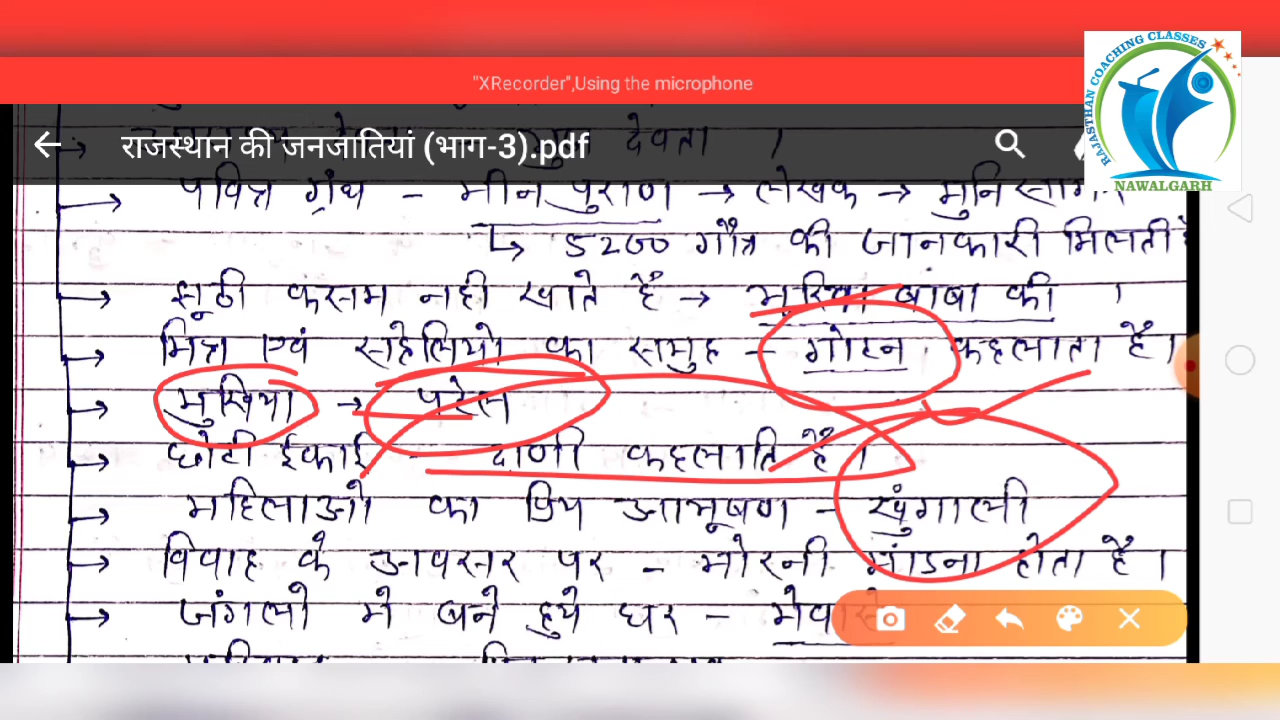 "XRecorder",Using the microphone
RAJASTHAN COACHING CLASSES
NAWALGARH
राजस्थान की जनजातियां (भाग-3).pdf
देवता ।
→ पवित्र ग्रंथ - मीन पुराण → लेखक → मुनि
↳ 5200 गौत्र की जानकारी मिलती है
→ झूठी कसम नही खाते हैं → भूरिया बाबा की ।
→ मित्रा एवं सहेलियो का समुह - गोटन कहलाता है।
→ मुखिया → पटेल
→ छोटी ईकाई - ढाणी कहलाति है।
→ महिलाओ का प्रिय आभूषण - खुंगाली
→ विवाह के अवसर पर - मोरनी मांडना होता है।
→ जंगलो मे बने हुये घर - मेवासे